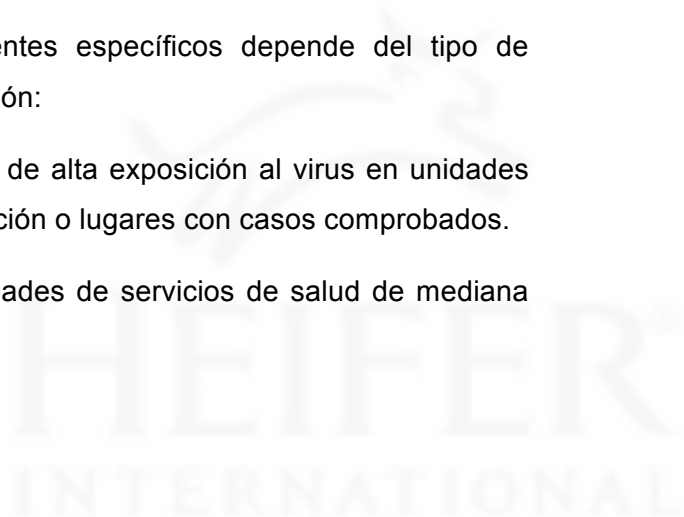 entes específicos depende del tipo de
ón:
de alta exposición al virus en unidades
ción o lugares con casos comprobados.
ades de servicios de salud de mediana
HEIFER®
INTERNATIONAL